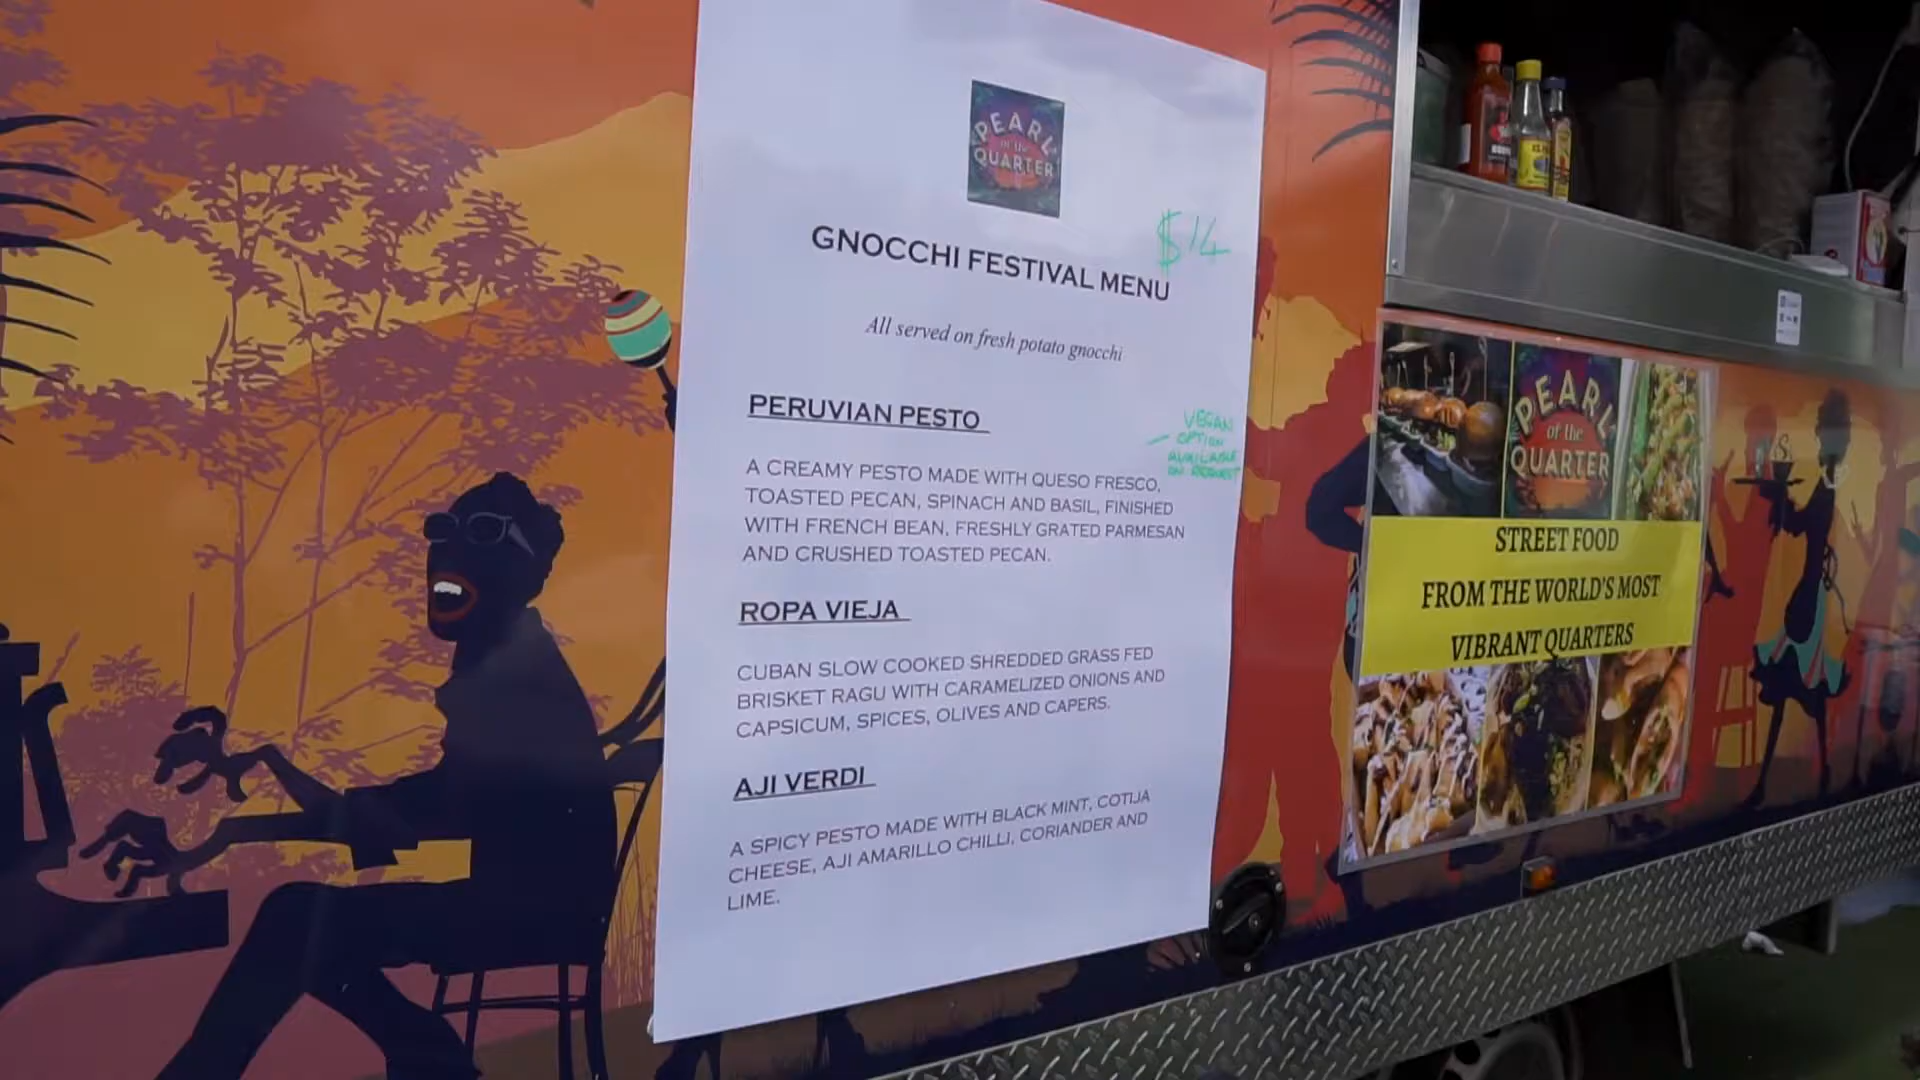 PEARL
of the
QUARTER
GNOCCHI FESTIVAL MENU
$14
All served on fresh potato gnocchi
PERUVIAN PESTO
VEGAN
OPTION
AVAILABLE
ON REQUEST
A CREAMY PESTO MADE WITH QUESO FRESCO,
TOASTED PECAN, SPINACH AND BASIL, FINISHED
WITH FRENCH BEAN, FRESHLY GRATED PARMESAN
AND CRUSHED TOASTED PECAN.
ROPA VIEJA
CUBAN SLOW COOKED SHREDDED GRASS FED
BRISKET RAGU WITH CARAMELIZED ONIONS AND
CAPSICUM, SPICES, OLIVES AND CAPERS.
AJI VERDI
A SPICY PESTO MADE WITH BLACK MINT, COTIJA
CHEESE, AJI AMARILLO CHILLI, CORIANDER AND
LIME.
PEARL
of the
QUARTER
STREET FOOD
FROM THE WORLD'S MOST
VIBRANT QUARTERS